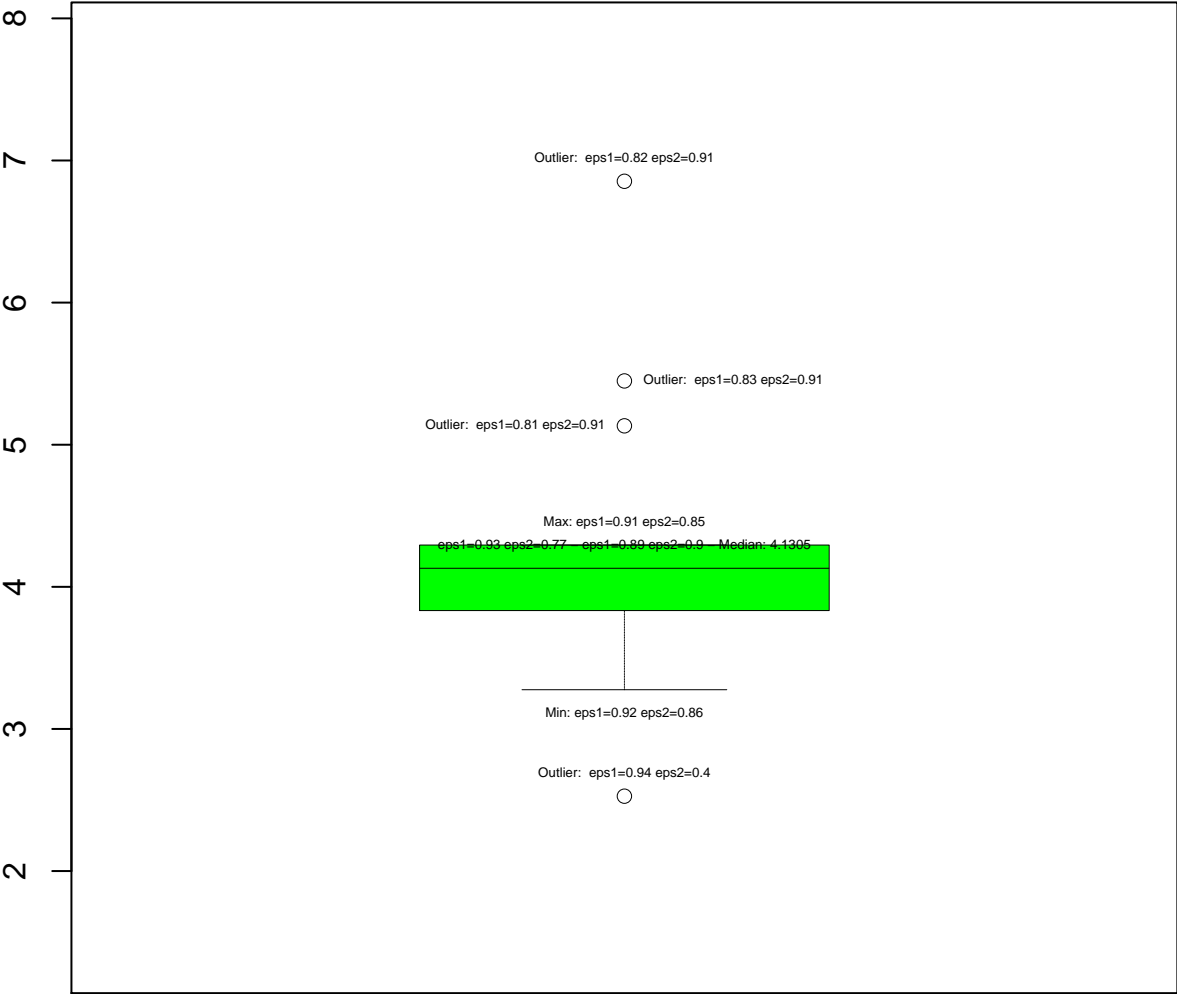 8
Outlier:  eps1=0.82 eps2=0.91
7
6
Outlier:  eps1=0.83 eps2=0.91
Outlier:  eps1=0.81 eps2=0.91
5
Max: eps1=0.91 eps2=0.85
eps1=0.93 eps2=0.77 – eps1=0.89 eps2=0.9 – Median: 4.1305
4
3
Min: eps1=0.92 eps2=0.86
Outlier:  eps1=0.94 eps2=0.4
2